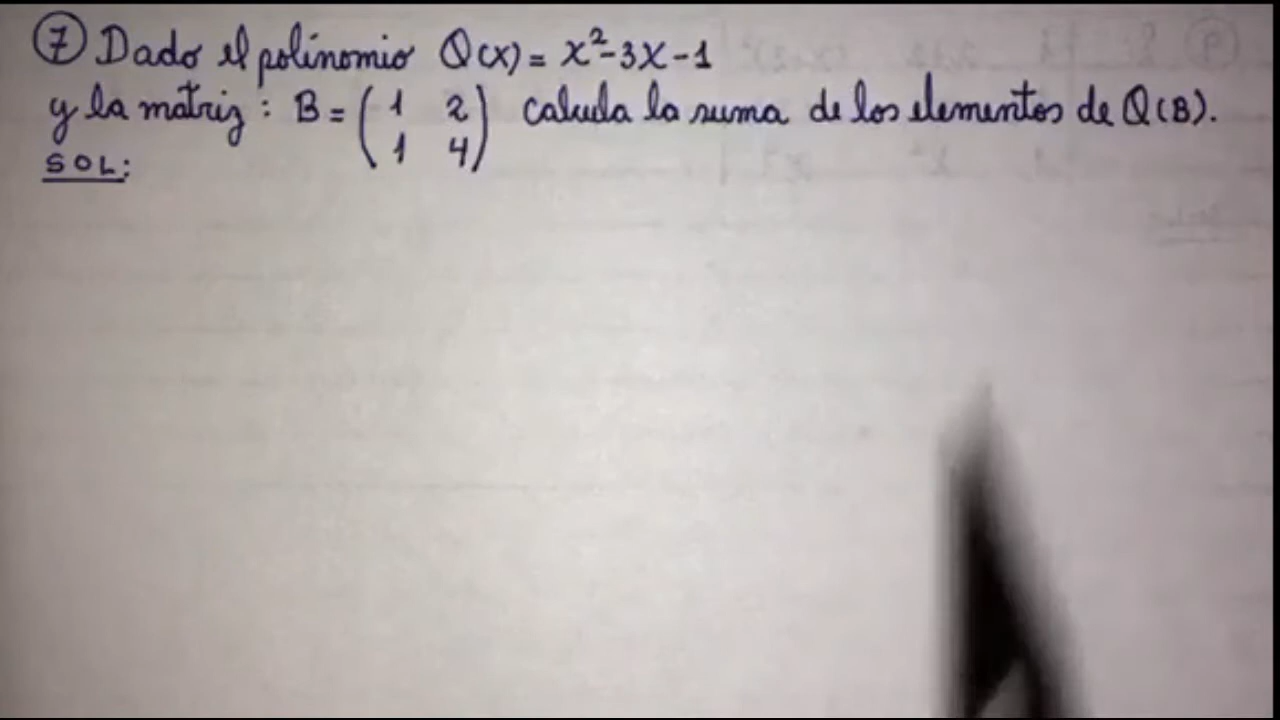 7 Dado el polinomio Q(x) = x²-3x-1
y la matriz: B = (1 2) calcula la suma de los elementos de Q(B).
1 4
SOL: